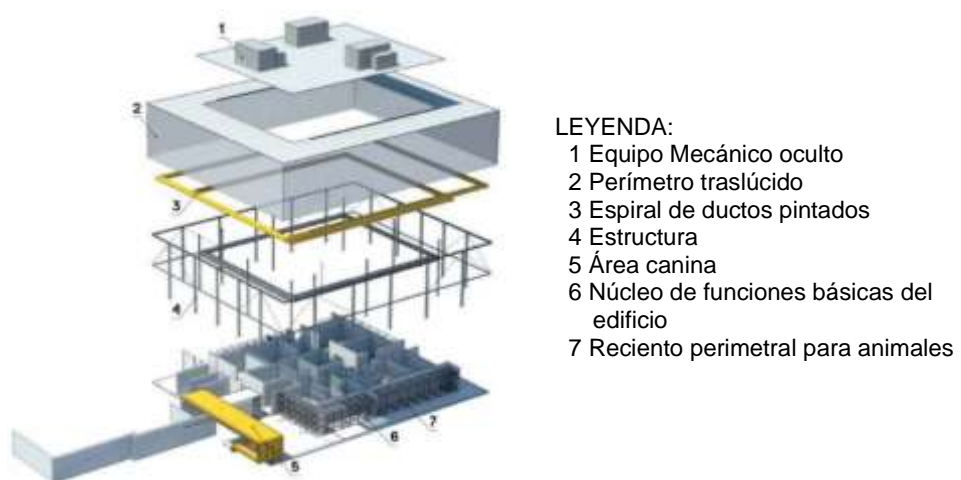 1
2
3
4
5
6
7
LEYENDA:
1 Equipo Mecánico oculto
2 Perímetro traslúcido
3 Espiral de ductos pintados
4 Estructura
5 Área canina
6 Núcleo de funciones básicas del
edificio
7 Reciento perimetral para animales